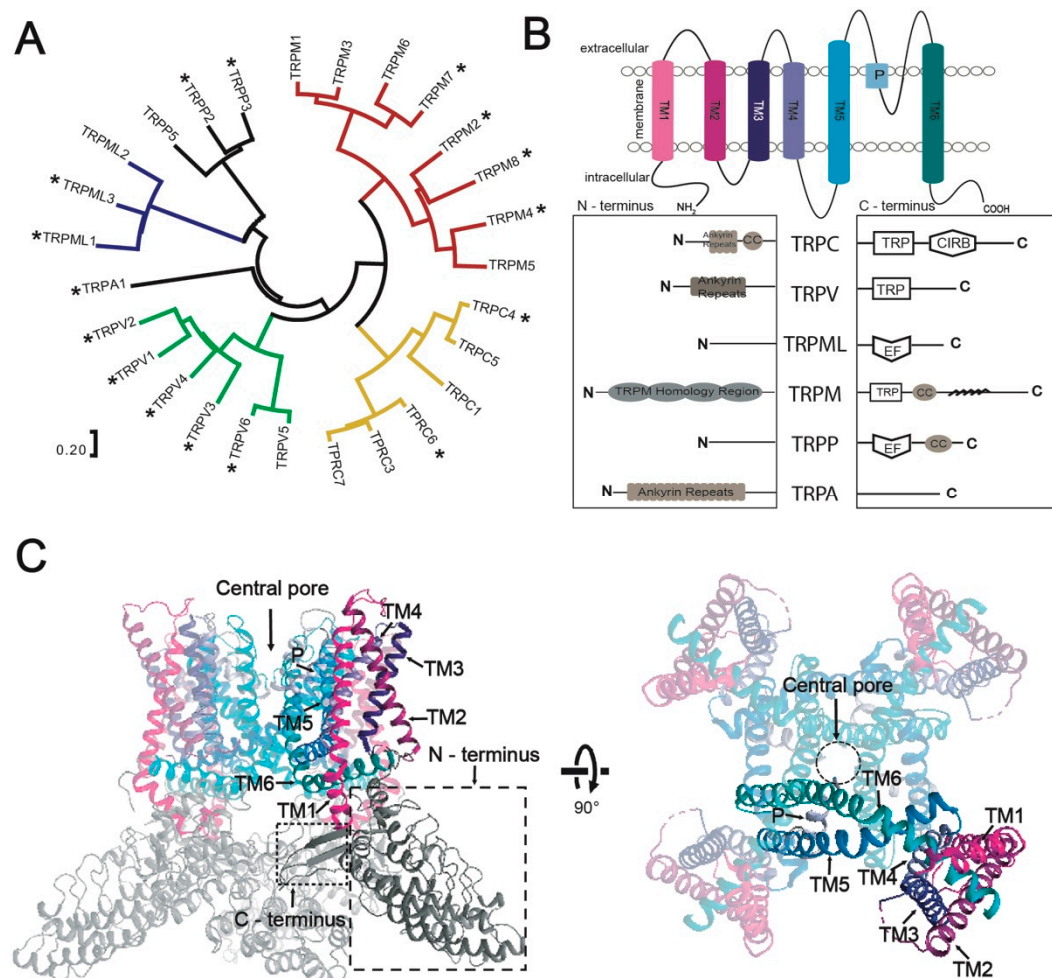 A
TRPM1
TRPM3
TRPM6
TRPM7 *
TRPM2 *
TRPM8
TRPM4 *
TRPM5
TRPC4 *
TRPC5
TRPC1
TPRC6 *
TPRC3
TPRC7
TRPV5
* TRPV6
* TRPV3
* TRPV4
* TRPV1
* TRPV2
* TRPA1
* TRPML1
* TRPML3
TRPML2
TRPP5
* TRPP2
* TRPP3
0.20
B
extracellular
membrane
intracellular
TM1
TM2
TM3
TM4
TM5
P
TM6
NH2
COOH
N - terminus
C - terminus
N Ankyrin Repeats CC TRPC TRP CIRB C
N Ankyrin Repeats TRPV TRP C
N TRPML EF C
N TRPM Homology Region TRPM TRP CC C
N TRPP EF CC C
N Ankyrin Repeats TRPA C
C
Central pore
TM4
P
TM3
TM5
TM2
N - terminus
TM6
TM1
C - terminus
90°
Central pore
TM6
P
TM1
TM5
TM4
TM3
TM2